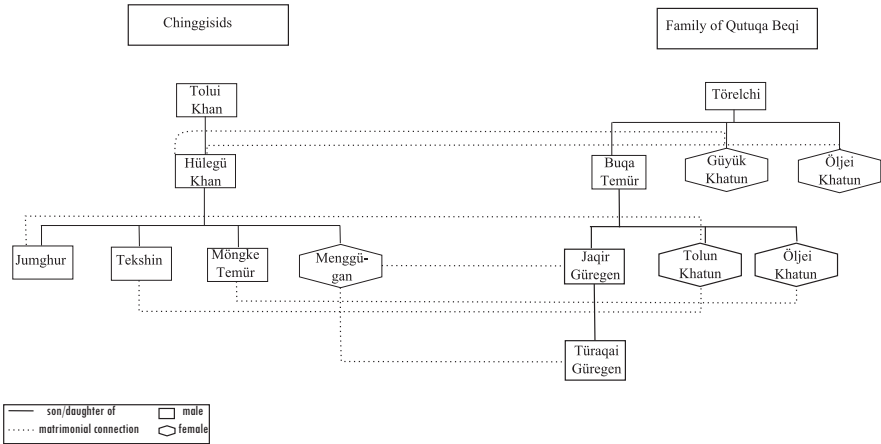 Chinggisids
Family of Qutuqa Beqi
Tolui
Khan
Törelchi
Hülegü
Khan
Buqa
Temür
Güyük
Khatun
Öljei
Khatun
Jumghur
Tekshin
Möngke
Temür
Menggü-
gan
Jaqir
Güregen
Tolun
Khatun
Öljei
Khatun
Türaqai
Güregen
son/daughter of
male
matrimonial connection
female